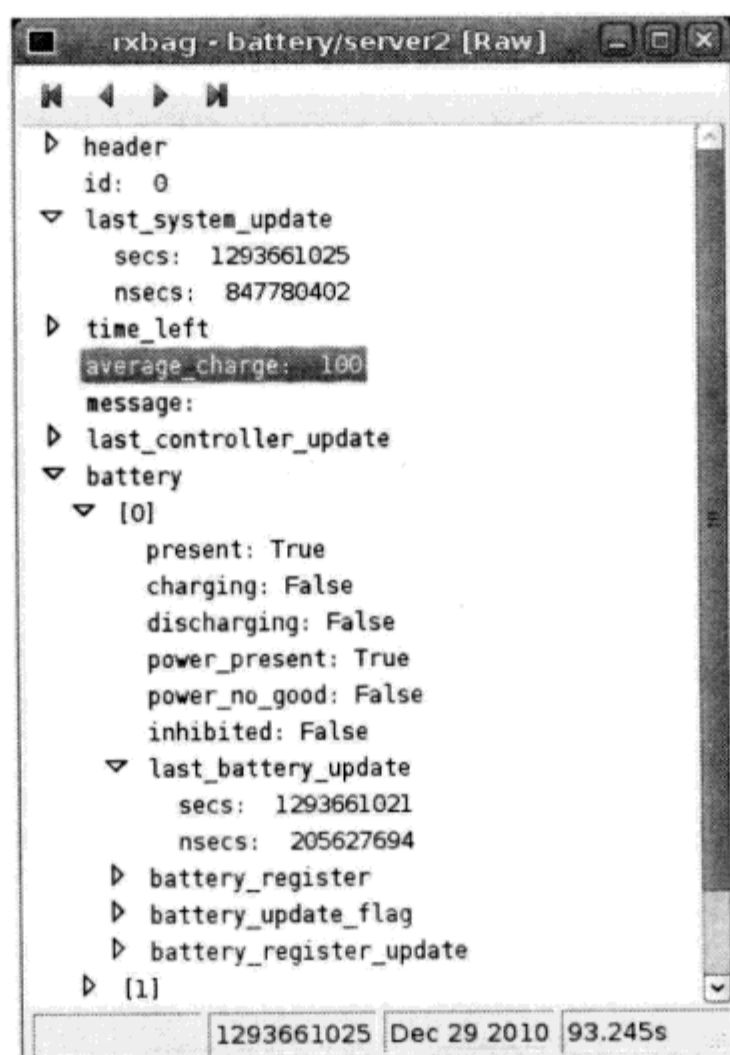 rxbag - battery/server2 [Raw]
header
id: 0
last_system_update
secs: 1293661025
nsecs: 847780402
time_left
average_charge: 100
message:
last_controller_update
battery
[0]
present: True
charging: False
discharging: False
power_present: True
power_no_good: False
inhibited: False
last_battery_update
secs: 1293661021
nsecs: 205627694
battery_register
battery_update_flag
battery_register_update
[1]
1293661025 Dec 29 2010 93.245s